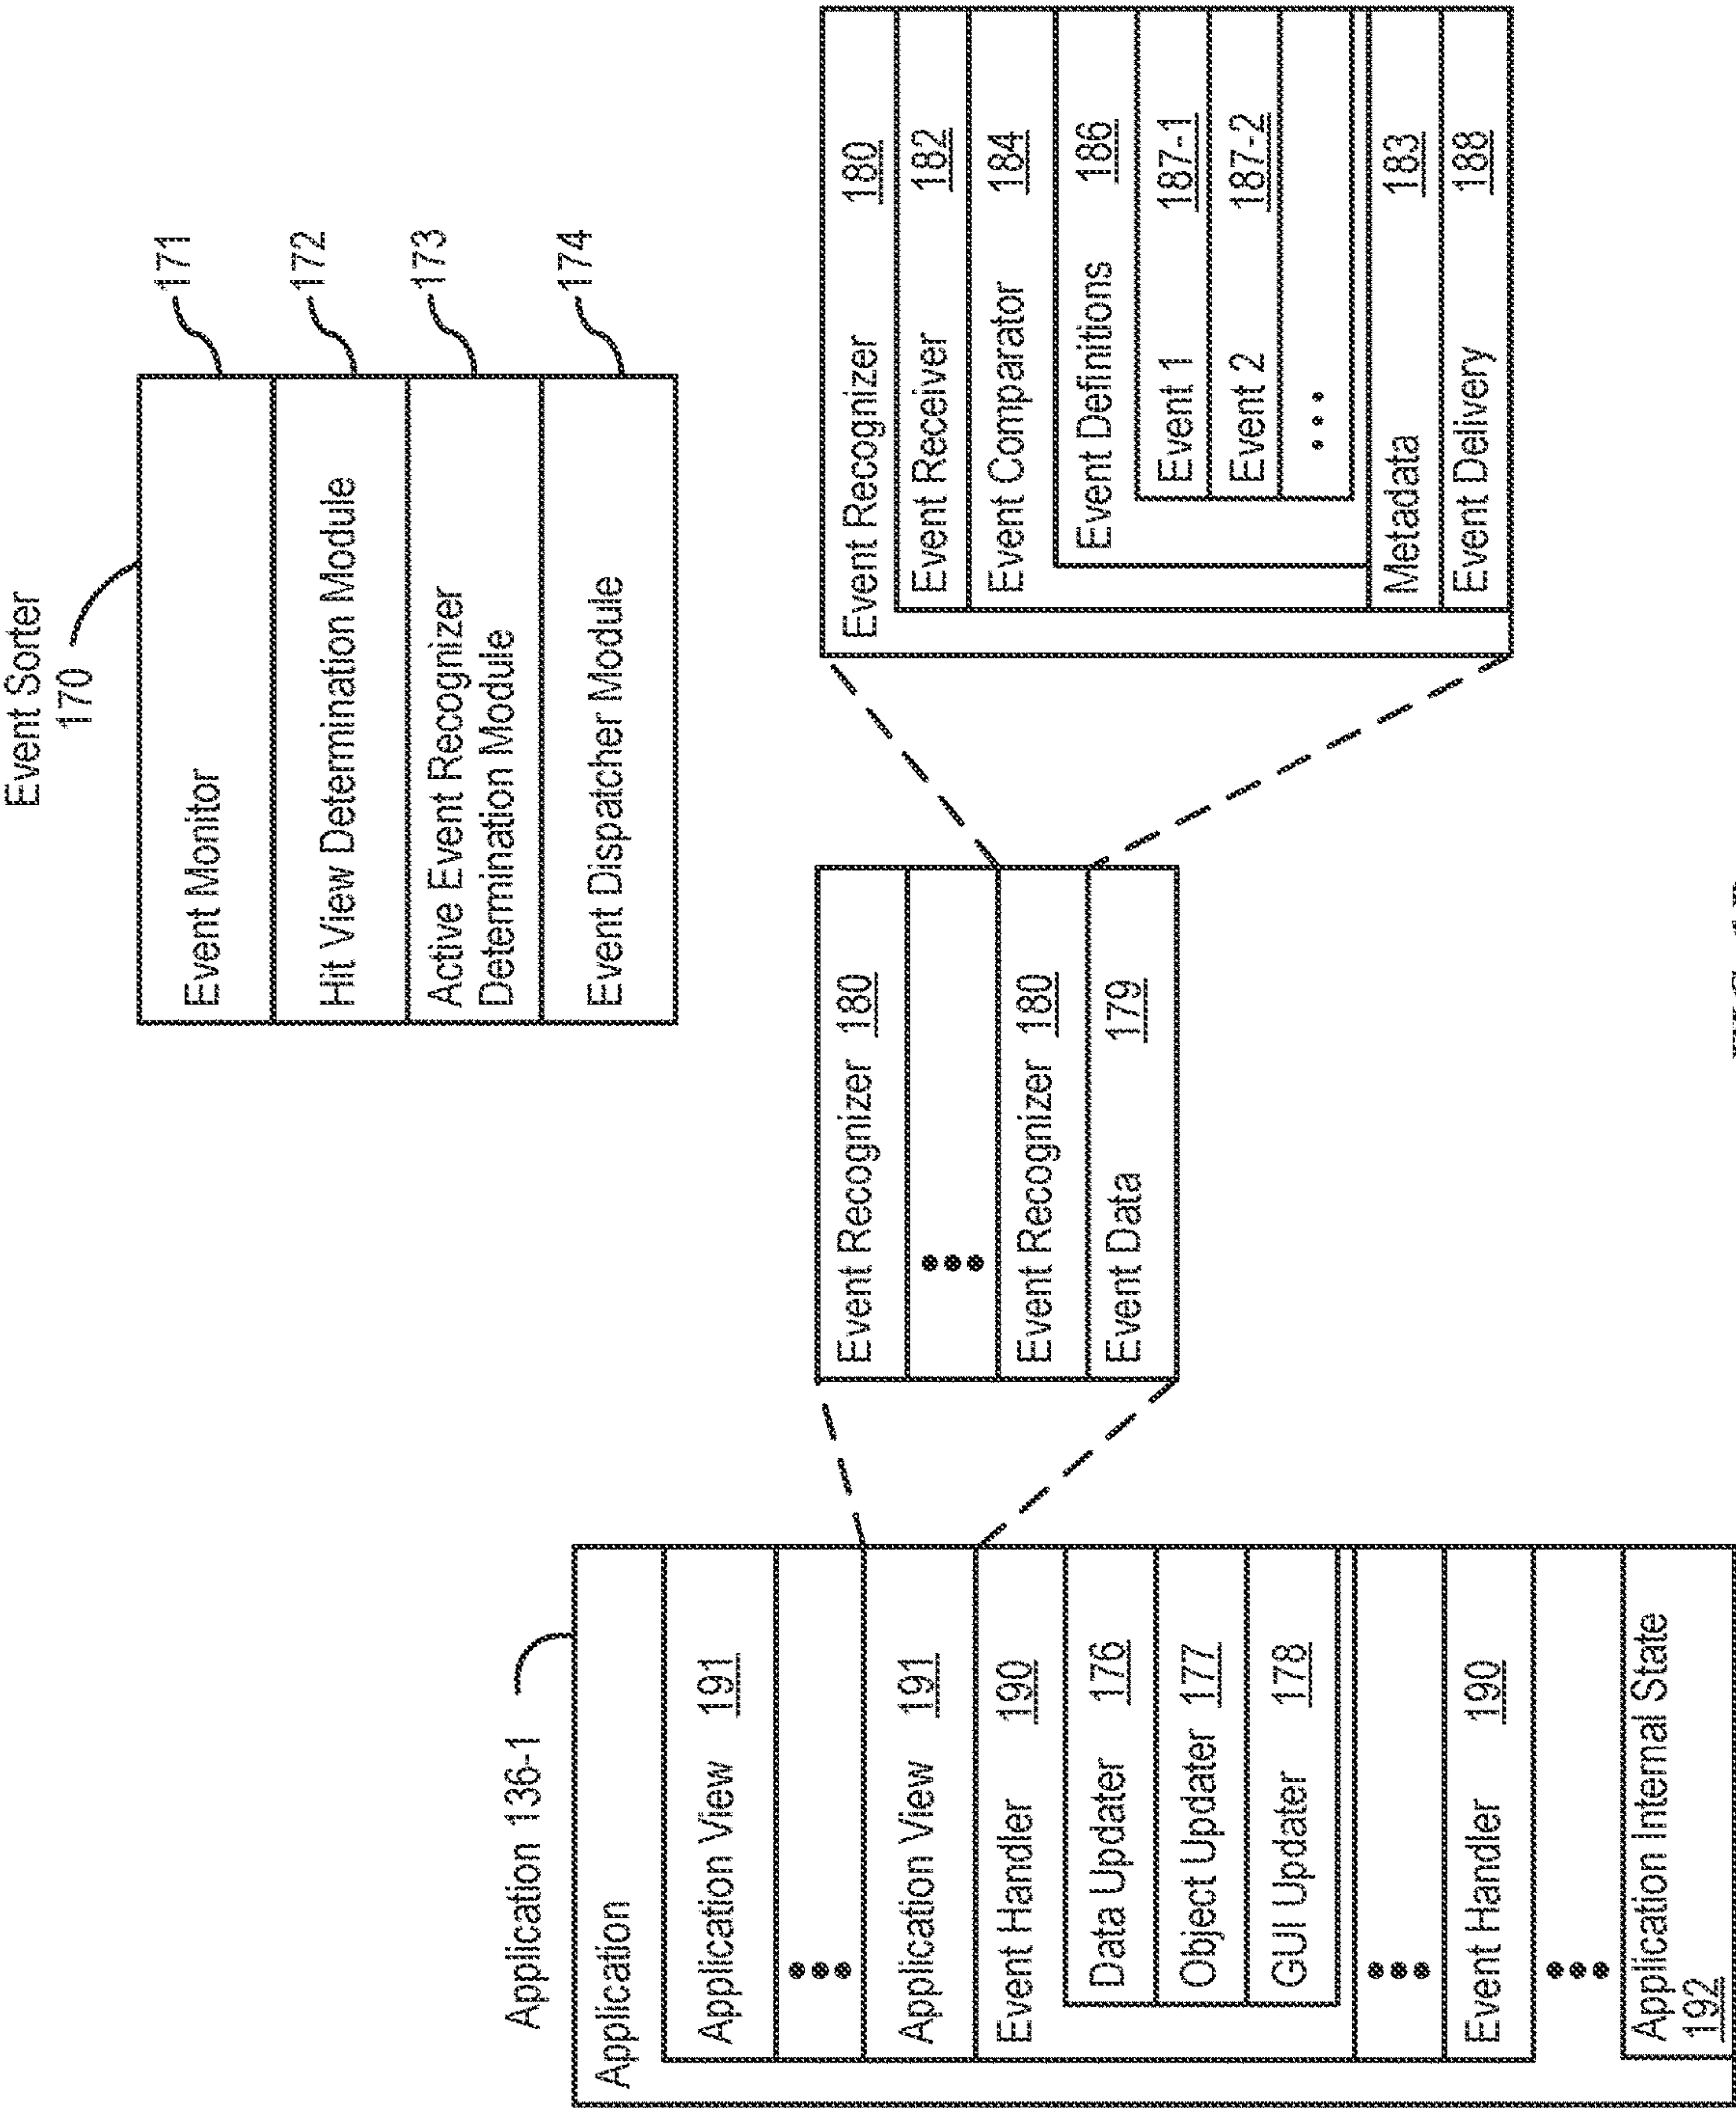 Event Sorter
170
Event Monitor
171
Hit View Determination Module
172
Active Event Recognizer
Determination Module
173
Event Dispatcher Module
174
Application 136-1
Application
Application View 191
Application View 191
Event Handler 190
Data Updater 176
Object Updater 177
GUI Updater 178
Event Handler 190
Application Internal State
192
Event Recognizer 180
Event Recognizer 180
Event Data 179
Event Recognizer 180
Event Receiver 182
Event Comparator 184
Event Definitions 186
Event 1 187-1
Event 2 187-2
Metadata 183
Event Delivery 188